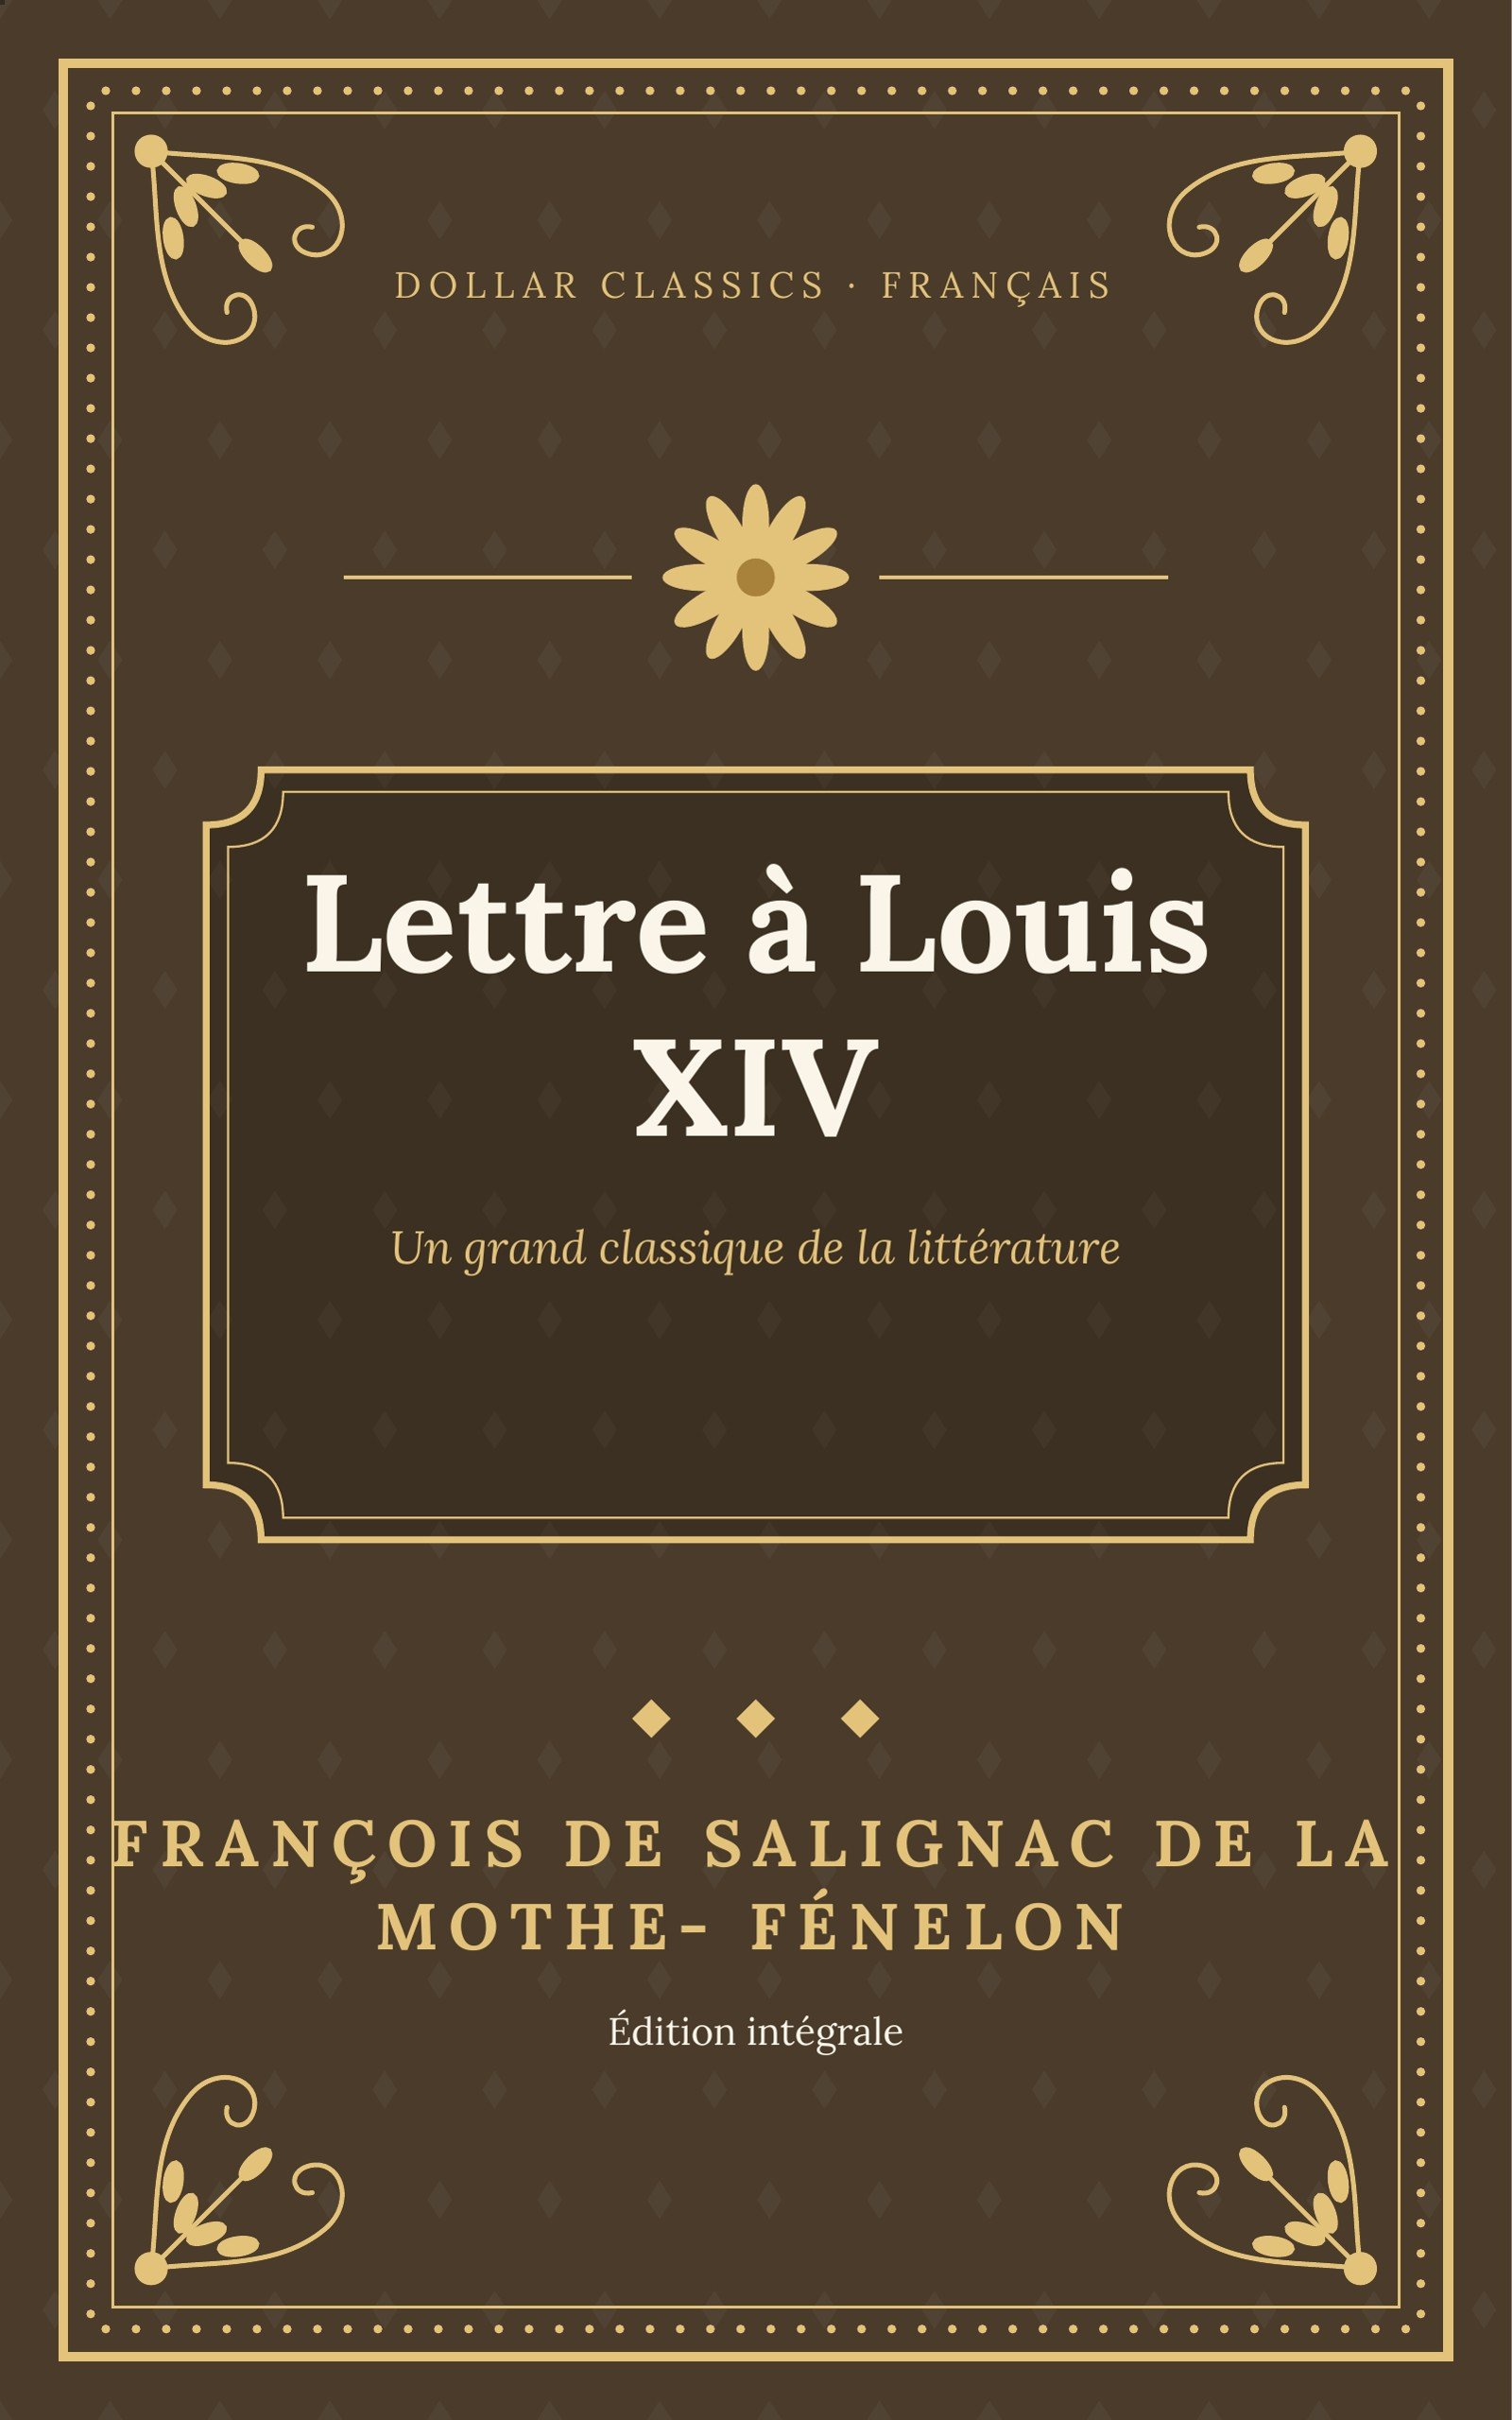 DOLLAR CLASSICS · FRANÇAIS
Lettre à Louis
XIV
Un grand classique de la littérature
FRANÇOIS DE SALIGNAC DE LA
MOTHE- FÉNELON
Édition intégrale